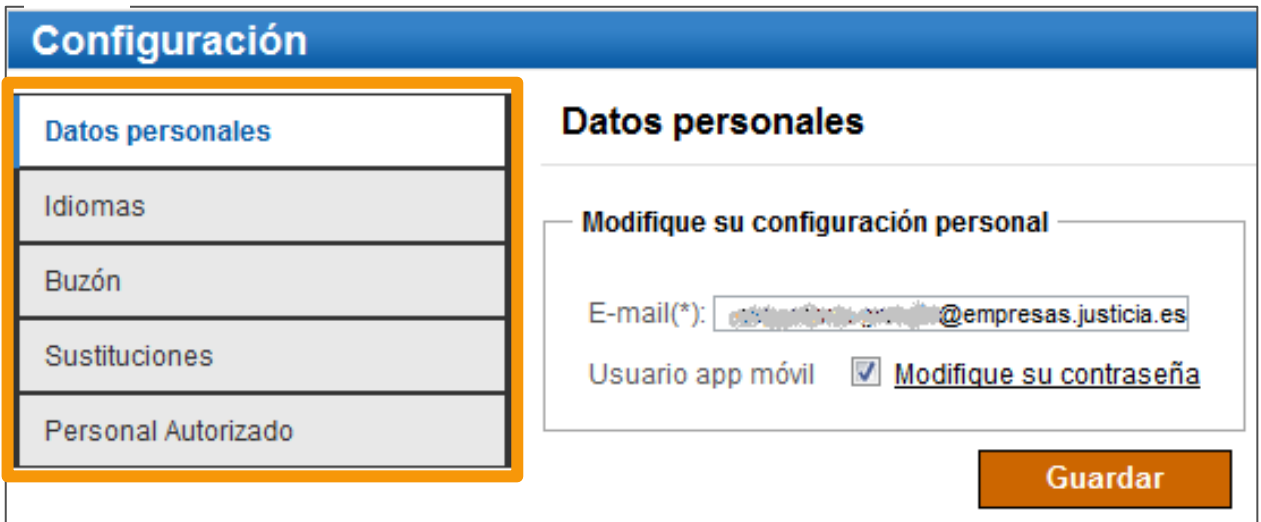 Configuración
Datos personales
Idiomas
Buzón
Sustituciones
Personal Autorizado
Datos personales
Modifique su configuración personal
E-mail(*): @empresas.justicia.es
Usuario app móvil Modifique su contraseña
Guardar